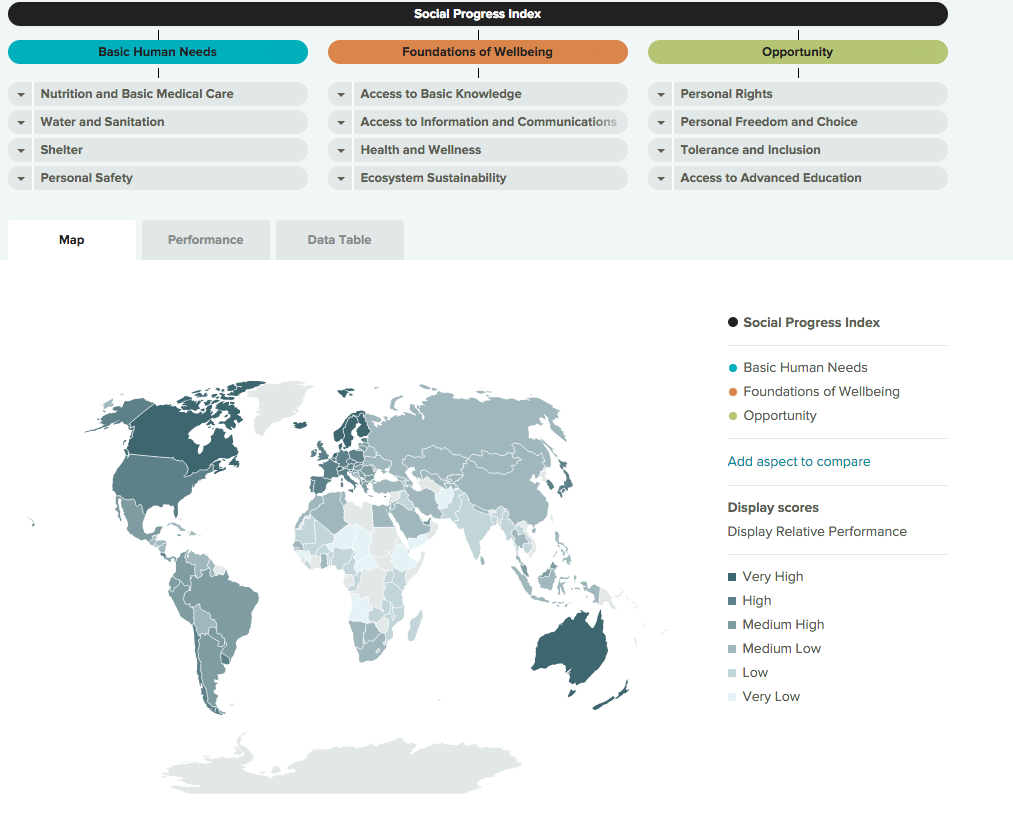 Social Progress Index
Basic Human Needs
Foundations of Wellbeing
Opportunity
Nutrition and Basic Medical Care
Access to Basic Knowledge
Personal Rights
Water and Sanitation
Access to Information and Communications
Personal Freedom and Choice
Shelter
Health and Wellness
Tolerance and Inclusion
Personal Safety
Ecosystem Sustainability
Access to Advanced Education
Map
Performance
Data Table
Social Progress Index
Basic Human Needs
Foundations of Wellbeing
Opportunity
Add aspect to compare
Display scores
Display Relative Performance
Very High
High
Medium High
Medium Low
Low
Very Low